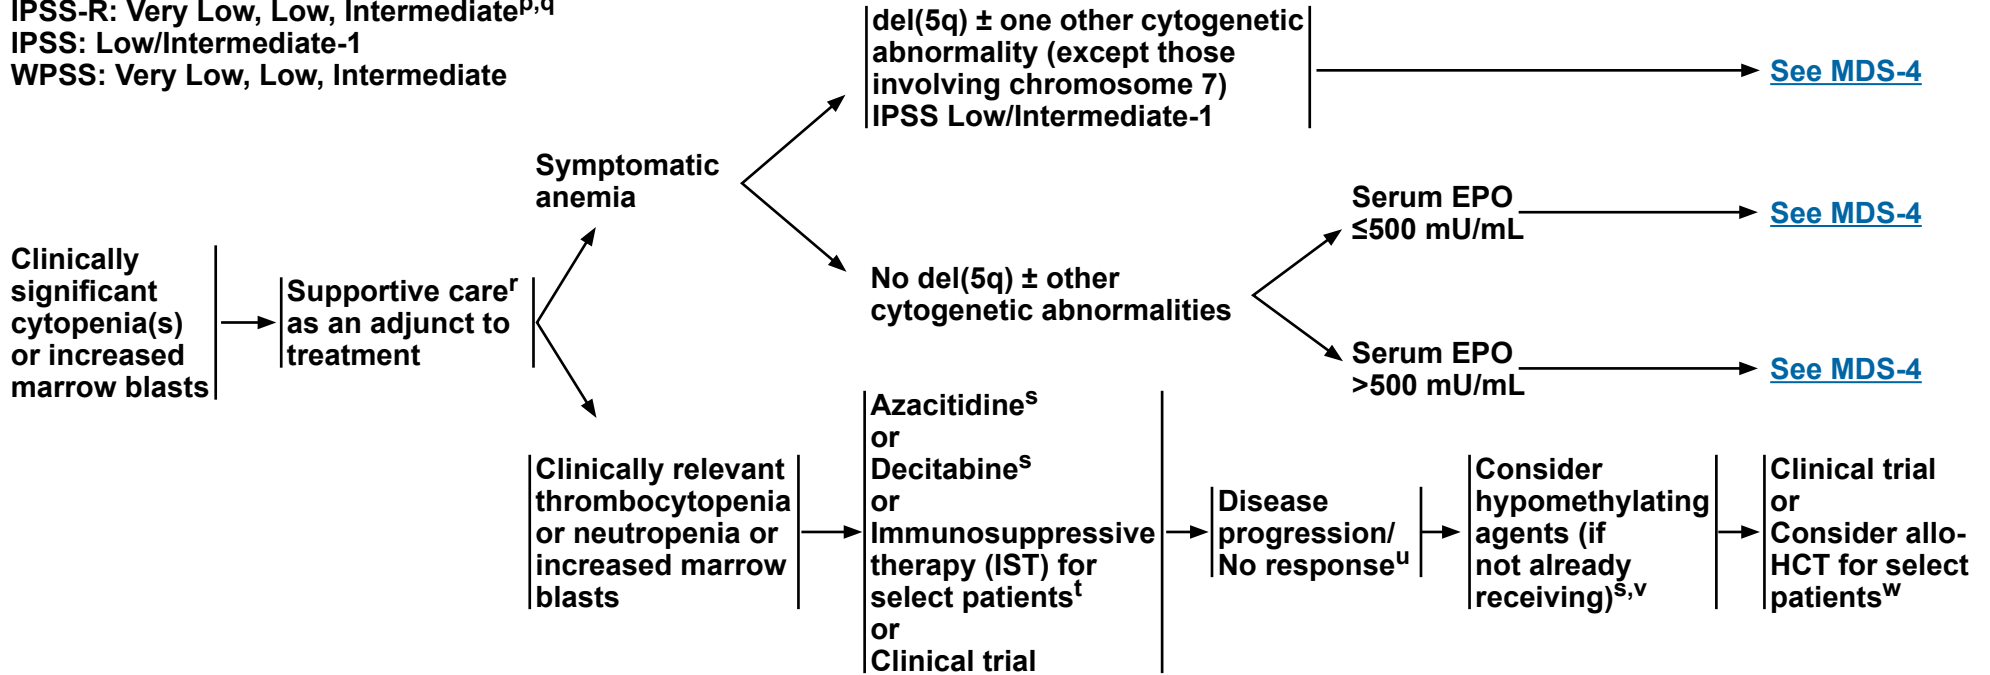 IPSS-R: Very Low, Low, Intermediatep,q
IPSS: Low/Intermediate-1
WPSS: Very Low, Low, Intermediate
Clinically
significant
cytopenia(s)
or increased
marrow blasts
Supportive carer
as an adjunct to
treatment
Symptomatic
anemia
del(5q) ± one other cytogenetic
abnormality (except those
involving chromosome 7)
IPSS Low/Intermediate-1
See MDS-4
No del(5q) ± other
cytogenetic abnormalities
Serum EPO
≤500 mU/mL
See MDS-4
Serum EPO
>500 mU/mL
See MDS-4
Clinically relevant
thrombocytopenia
or neutropenia or
increased marrow
blasts
Azacitidines
or
Decitabines
or
Immunosuppressive
therapy (IST) for
select patientst
or
Clinical trial
Disease
progression/
No responseu
Consider
hypomethylating
agents (if
not already
receiving)s,v
Clinical trial
or
Consider allo-
HCT for select
patientsw